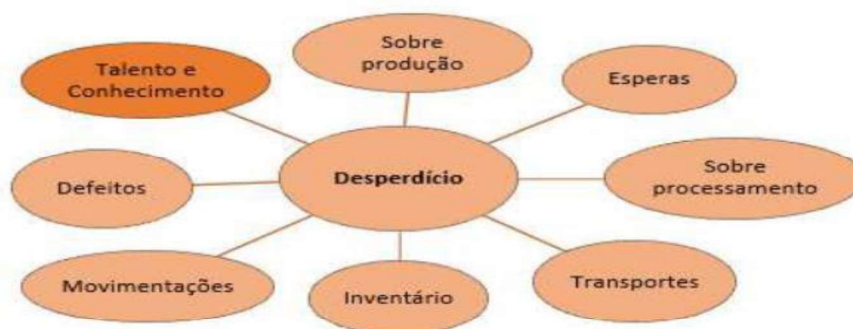 Sobre
produção
Talento e
Conhecimento
Esperas
Desperdício
Defeitos
Sobre
processamento
Movimentações
Inventário
Transportes